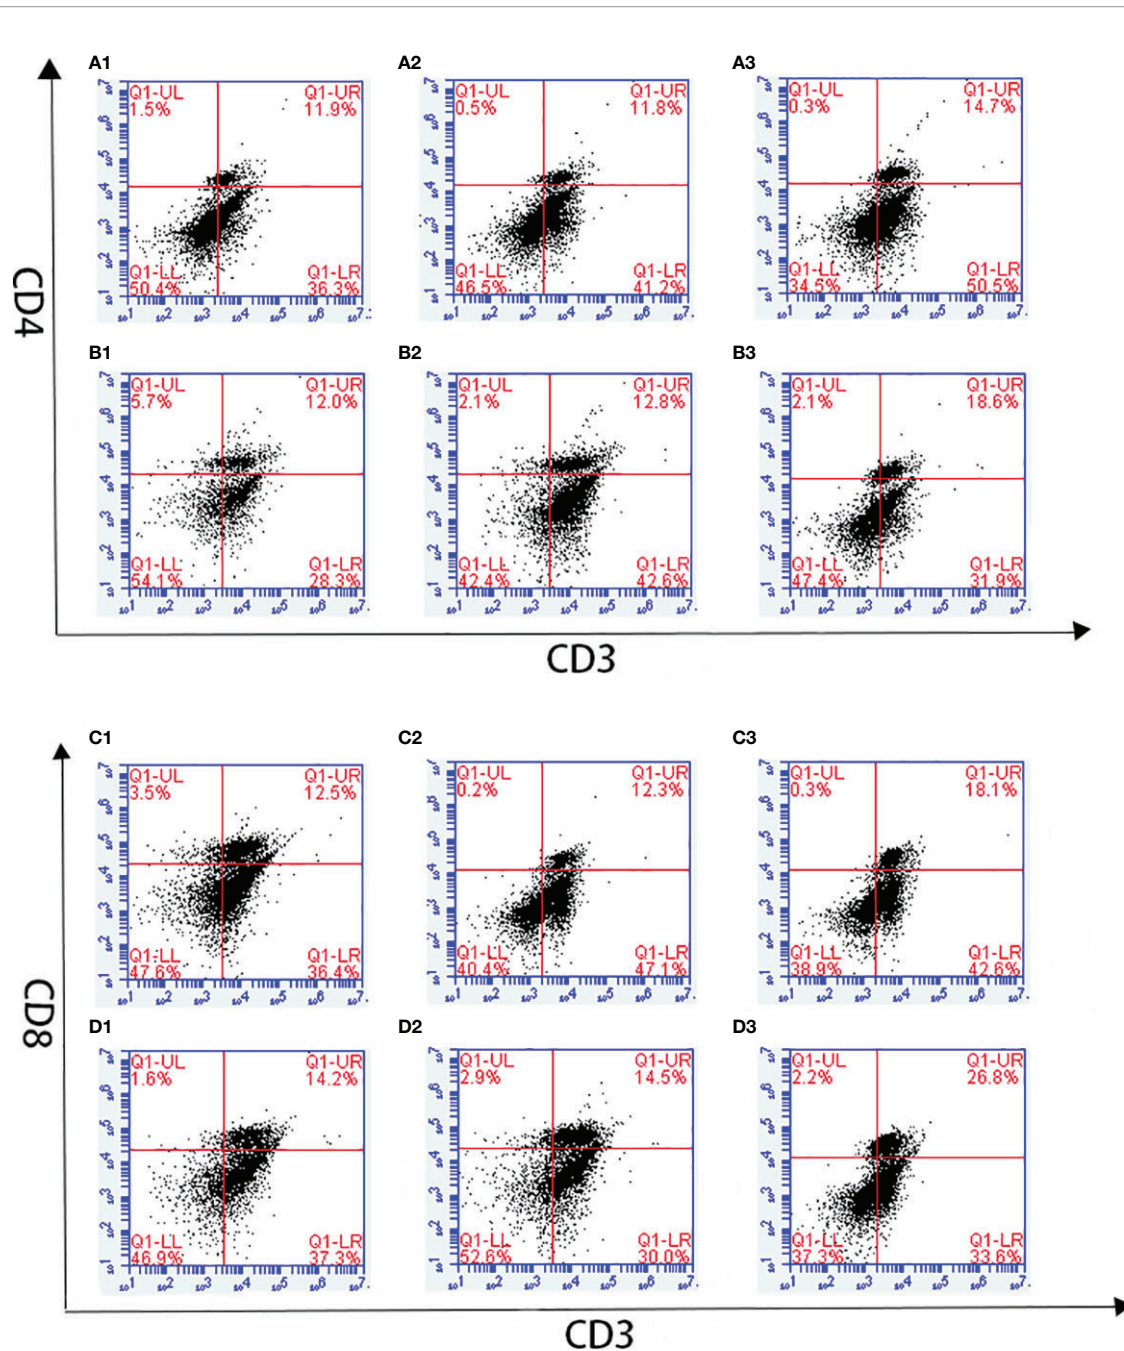 A1
A2
A3
Q1-UL
1.5%
Q1-UR
11.9%
Q1-LL
50.4%
Q1-LR
36.3%
Q1-UL
0.5%
Q1-UR
11.8%
Q1-LL
46.5%
Q1-LR
41.2%
Q1-UL
0.3%
Q1-UR
14.7%
Q1-LL
34.5%
Q1-LR
50.5%
CD4
B1
B2
B3
Q1-UL
5.7%
Q1-UR
12.0%
Q1-LL
54.1%
Q1-LR
28.3%
Q1-UL
2.1%
Q1-UR
12.8%
Q1-LL
42.4%
Q1-LR
42.6%
Q1-UL
2.1%
Q1-UR
18.6%
Q1-LL
47.4%
Q1-LR
31.9%
CD3
C1
C2
C3
Q1-UL
3.5%
Q1-UR
12.5%
Q1-LL
47.6%
Q1-LR
36.4%
Q1-UL
0.2%
Q1-UR
12.3%
Q1-LL
40.4%
Q1-LR
47.1%
Q1-UL
0.3%
Q1-UR
18.1%
Q1-LL
38.9%
Q1-LR
42.6%
CD8
D1
D2
D3
Q1-UL
1.6%
Q1-UR
14.2%
Q1-LL
46.9%
Q1-LR
37.3%
Q1-UL
2.9%
Q1-UR
14.5%
Q1-LL
52.6%
Q1-LR
30.0%
Q1-UL
2.2%
Q1-UR
26.8%
Q1-LL
37.3%
Q1-LR
33.6%
CD3